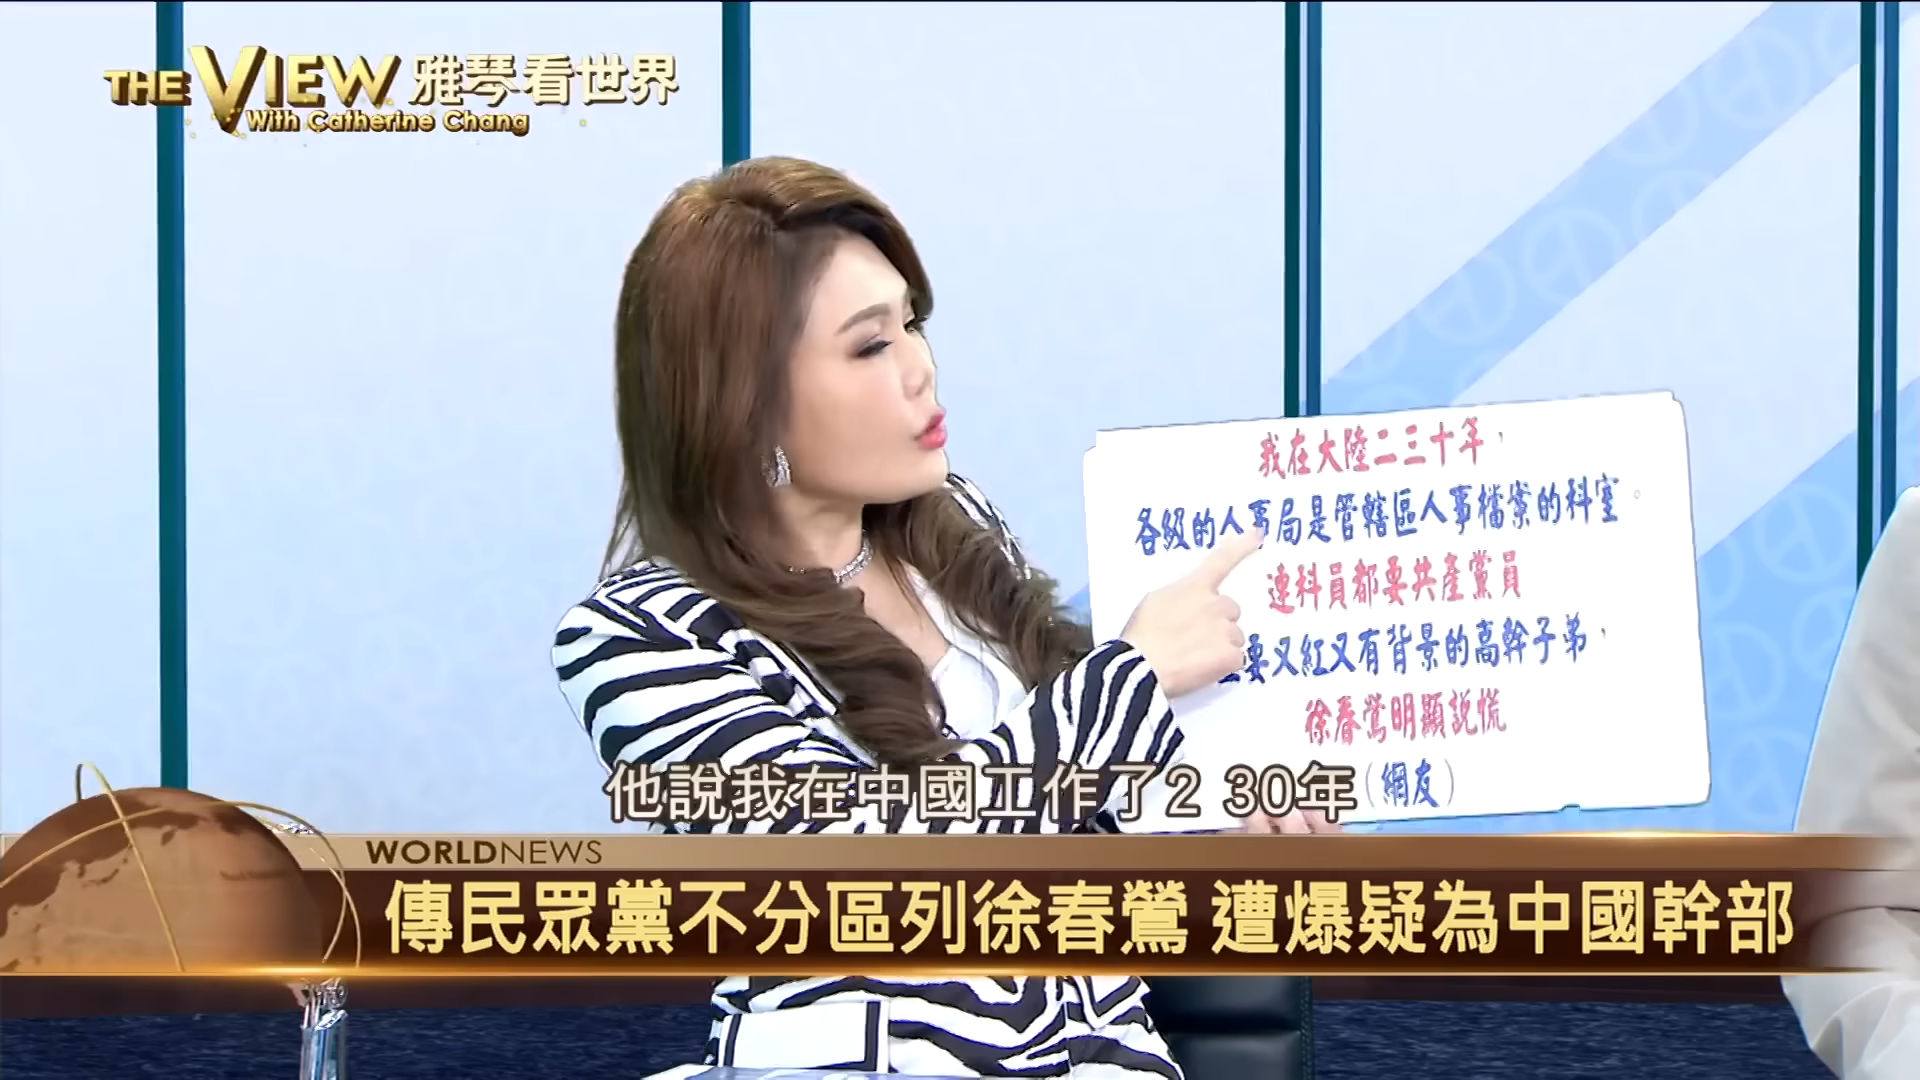 THE VIEW 雅琴看世界
With Catherine Chang
我在大陸二三十年，
各級的人事局是管轄區人事檔案的科室。
連科員都要共產黨員
要又紅又有背景的高幹子弟，
徐春鶯明顯說慌
（網友）
他說我在中國工作了2 30年
WORLDNEWS
傳民眾黨不分區列徐春鶯 遭爆疑為中國幹部